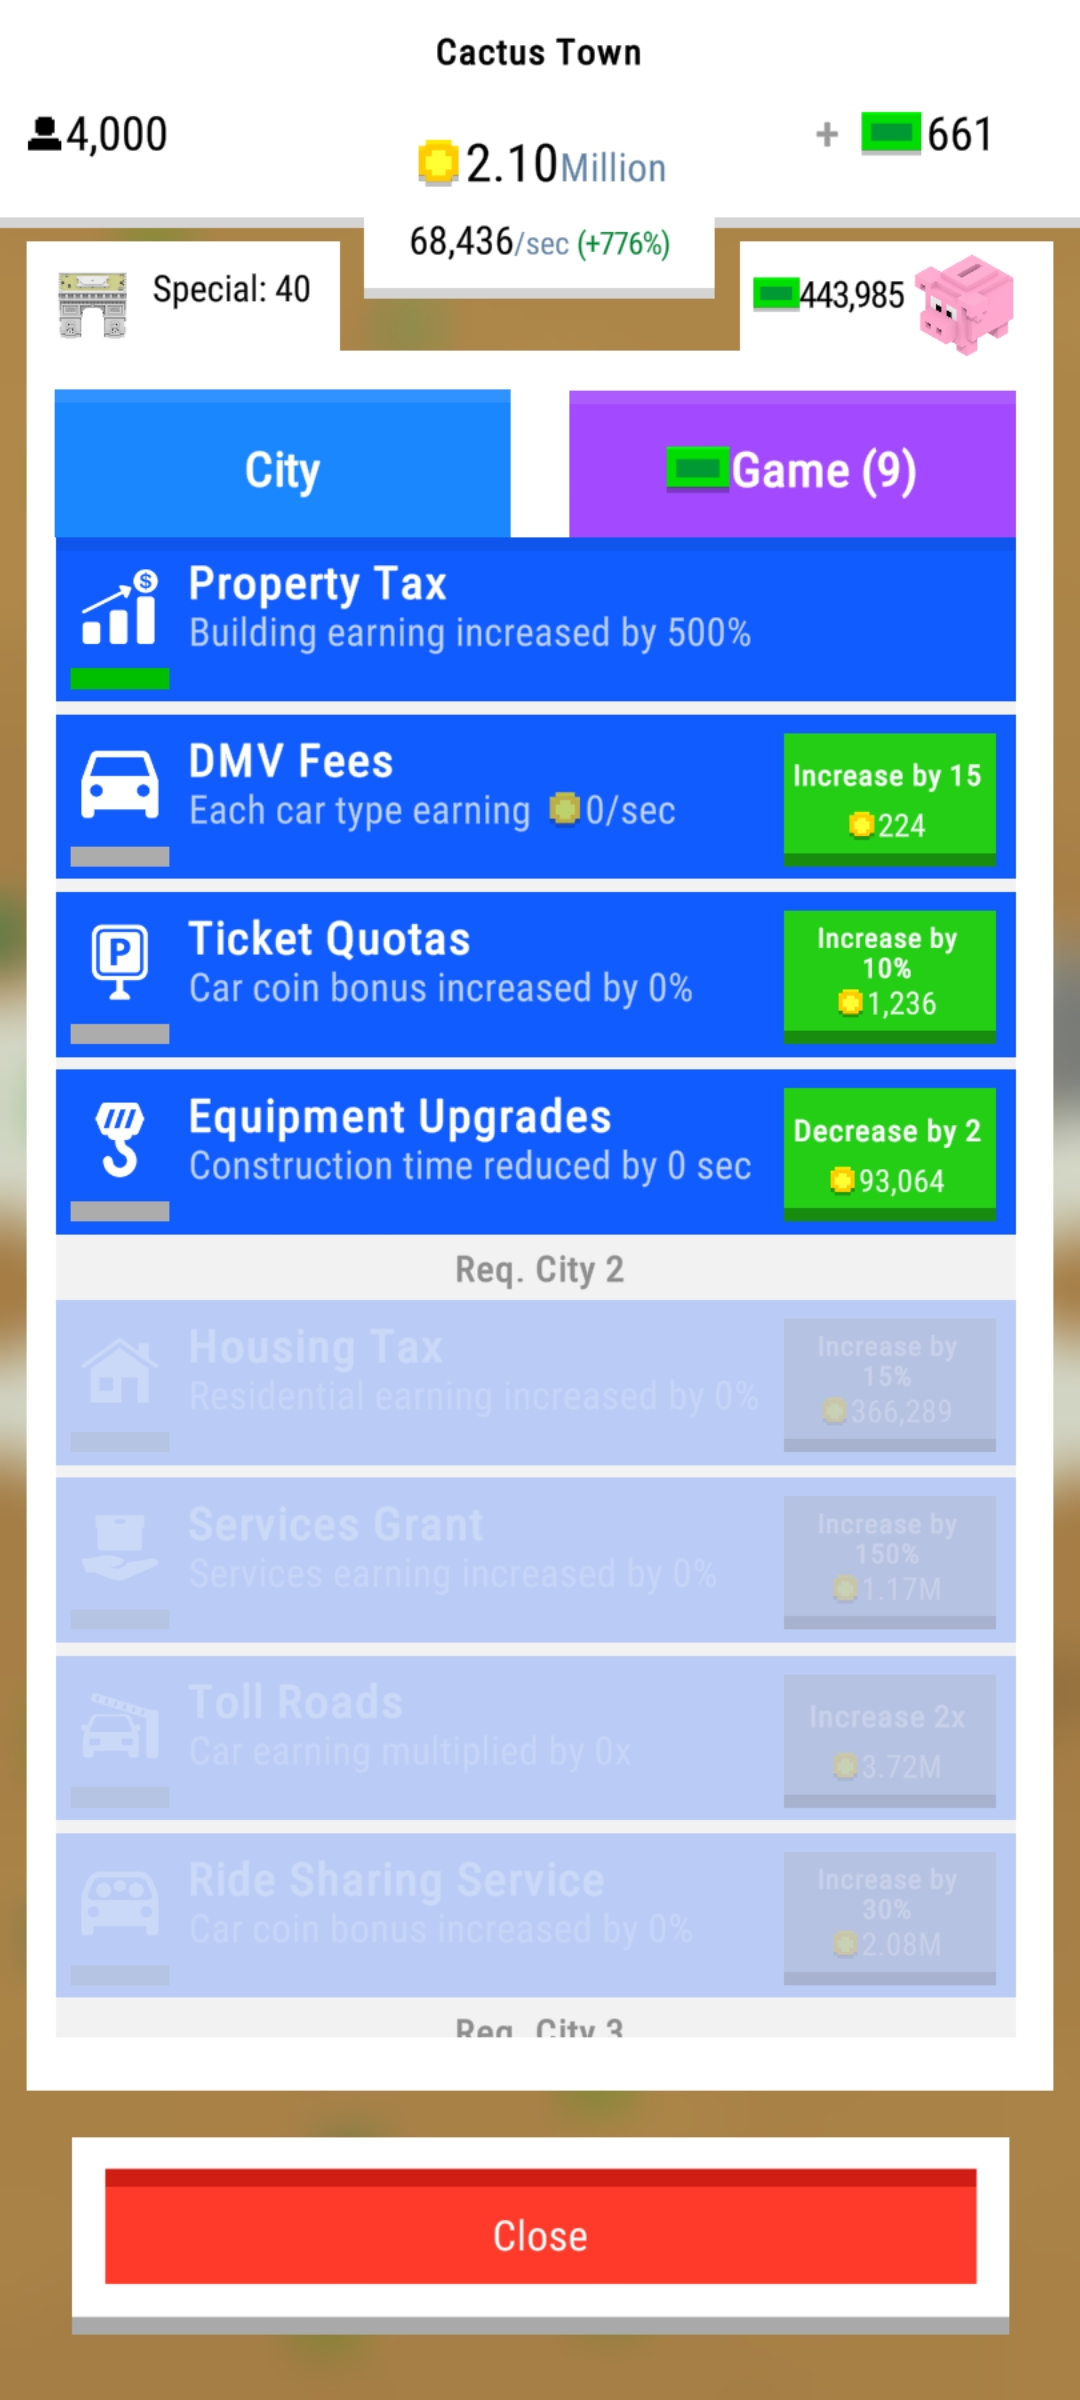 Cactus Town
4,000
2.10Million
+ 661
68,436/sec (+776%)
Special: 40
443,985
City
Game (9)
$
Property Tax
Building earning increased by 500%
DMV Fees
Each car type earning 0/sec
Increase by 15
224
P
Ticket Quotas
Car coin bonus increased by 0%
Increase by
10%
1,236
Equipment Upgrades
Construction time reduced by 0 sec
Decrease by 2
93,064
Req. City 2
Housing Tax
Residential earning increased by 0%
Increase by
15%
366,289
Services Grant
Services earning increased by 0%
Increase by
150%
1.17M
Toll Roads
Car earning multiplied by 0x
Increase 2x
3.72M
Ride Sharing Service
Car coin bonus increased by 0%
Increase by
30%
2.08M
Req. City 3
Close